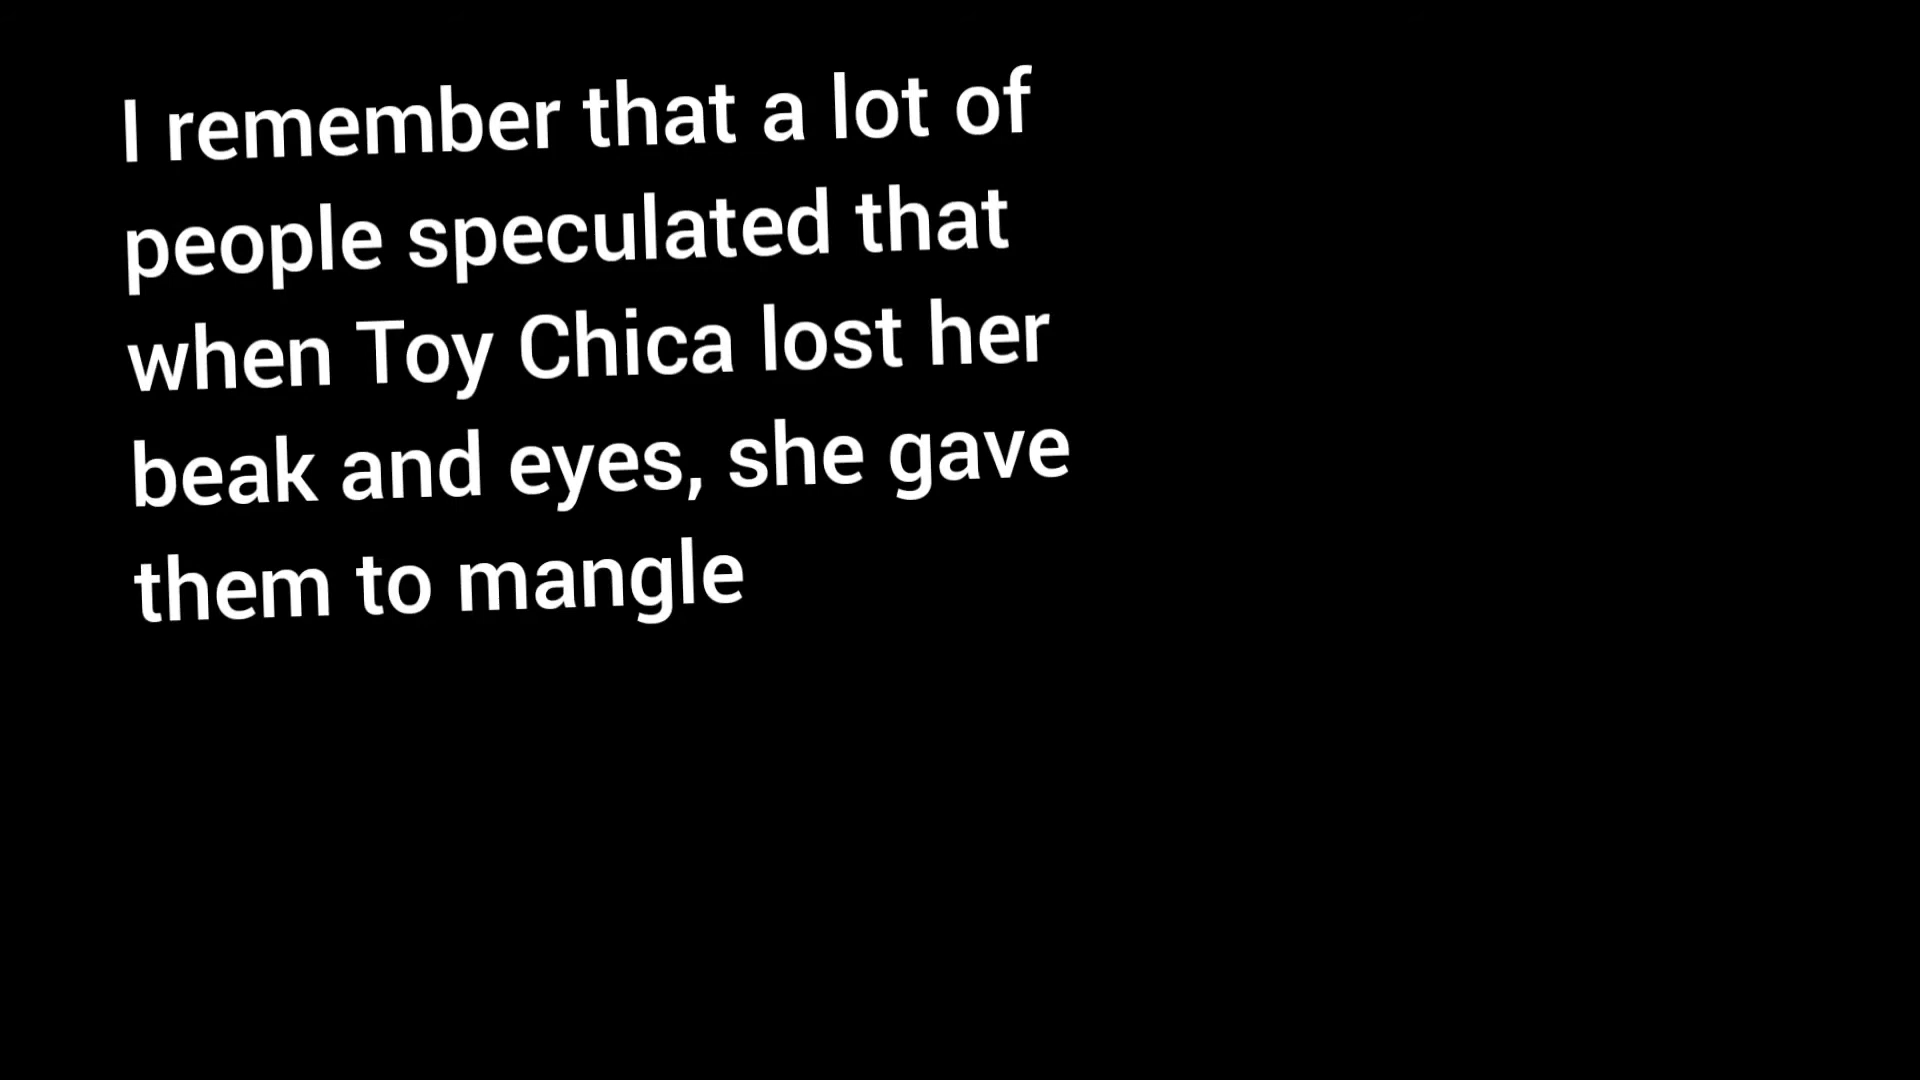 I remember that a lot of
people speculated that
when Toy Chica lost her
beak and eyes, she gave
them to mangle